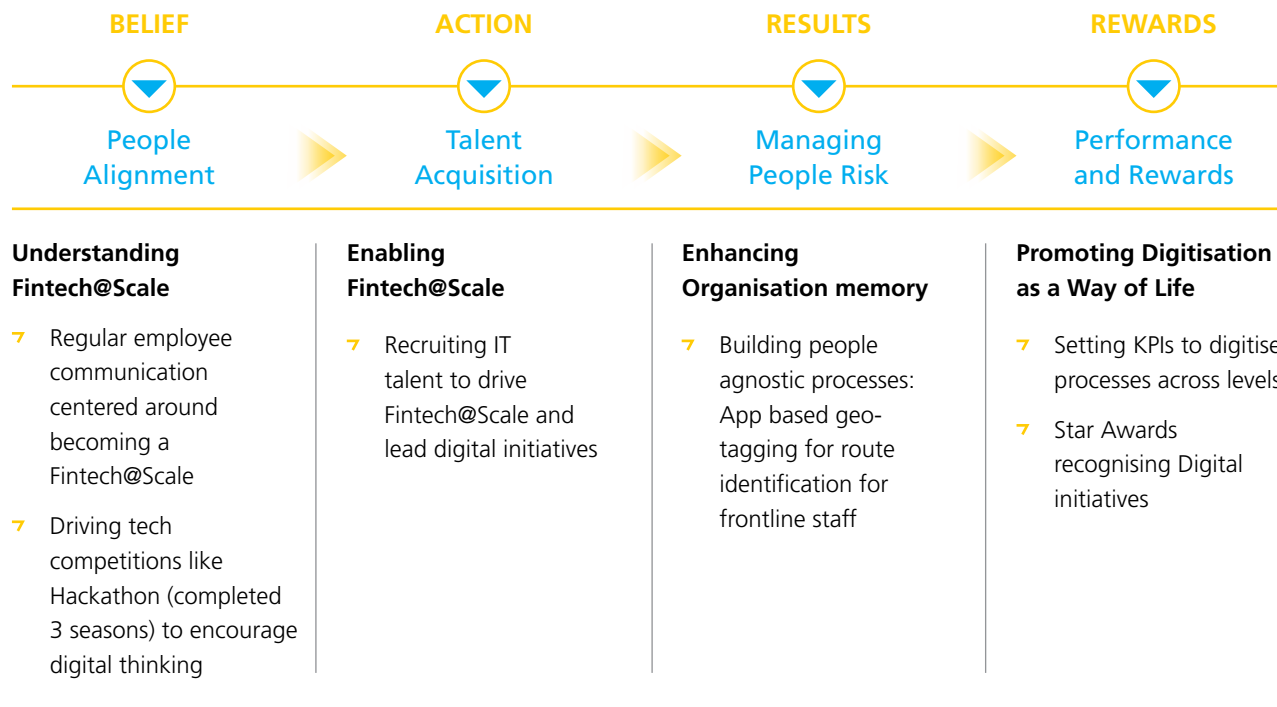 BELIEF
People
Alignment
Understanding
Fintech@Scale
Regular employee
communication
centered around
becoming a
Fintech@Scale
Driving tech
competitions like
Hackathon (completed
3 seasons) to encourage
digital thinking
ACTION
Talent
Acquisition
Enabling
Fintech@Scale
Recruiting IT
talent to drive
Fintech@Scale and
lead digital initiatives
RESULTS
Managing
People Risk
Enhancing
Organisation memory
Building people
agnostic processes:
App based geo-
tagging for route
identification for
frontline staff
REWARDS
Performance
and Rewards
Promoting Digitisation
as a Way of Life
Setting KPIs to digitise
processes across levels
Star Awards
recognising Digital
initiatives